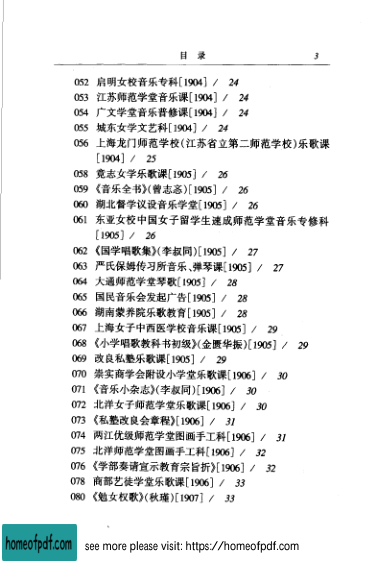 目 录 3
052 启明女校音乐专科[1904] / 24
053 江苏师范学堂音乐课[1904] / 24
054 广文学堂音乐普修课[1904] / 24
055 城东女学文艺科[1904] / 24
056 上海龙门师范学校(江苏省立第二师范学校)乐歌课
[1904] / 25
058 竞志女学乐歌课[1905] / 26
059 《音乐全书》(曾志忞)[1905] / 26
060 湖北督学议设音乐学堂[1905] / 26
061 东亚女校中国女子留学生速成师范学堂音乐专修科
[1905] / 26
062 《国学唱歌集》(李叔同)[1905] / 27
063 严氏保姆传习所音乐、弹琴课[1905] / 27
064 大通师范学堂琴歌[1905] / 28
065 国民音乐会发起广告[1905] / 28
066 湖南蒙养院乐歌教育[1905] / 28
067 上海女子中西医学校音乐课[1905] / 29
068 《小学唱歌教科书初级》(金匮华振)[1905] / 29
069 改良私塾乐歌课[1905] / 29
070 崇实商学会附设小学堂乐歌课[1906] / 30
071 《音乐小杂志》(李叔同)[1906] / 30
072 北洋女子师范学堂乐歌课[1906] / 30
073 《私塾改良会章程》[1906] / 31
074 两江优级师范学堂图画手工科[1906] / 31
075 北洋师范学堂图画手工科[1906] / 32
076 《学部奏请宣示教育宗旨折》[1906] / 32
078 商部艺徒学堂乐歌课[1906] / 33
080 《勉女权歌》(秋瑾)[1907] / 33
homeofpdf.com see more please visit: https://homeofpdf.com